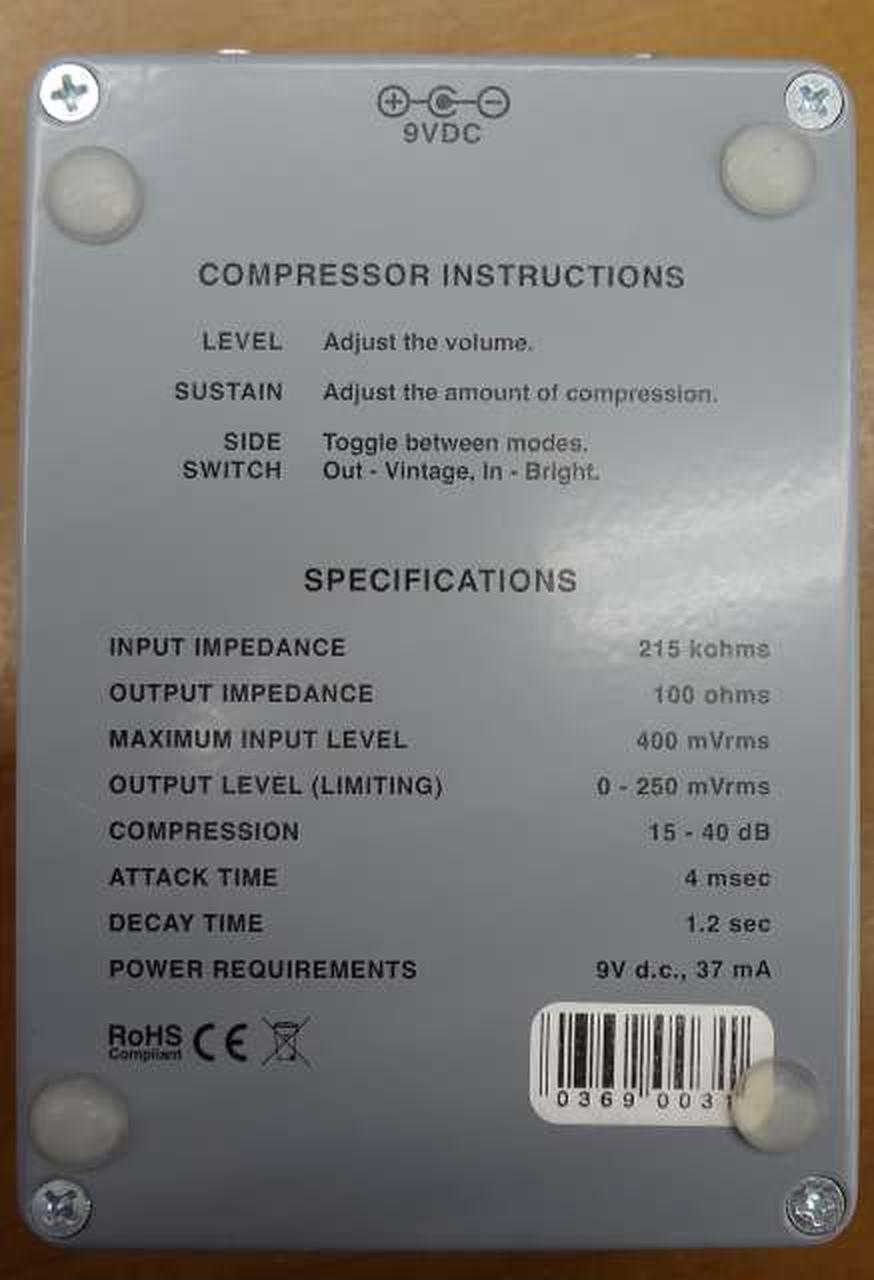 9VDC
COMPRESSOR INSTRUCTIONS
LEVEL Adjust the volume.
SUSTAIN Adjust the amount of compression.
SIDE Toggle between modes.
SWITCH Out - Vintage, In - Bright.
SPECIFICATIONS
INPUT IMPEDANCE 215 kohms
OUTPUT IMPEDANCE 100 ohms
MAXIMUM INPUT LEVEL 400 mVrms
OUTPUT LEVEL (LIMITING) 0 - 250 mVrms
COMPRESSION 15 - 40 dB
ATTACK TIME 4 msec
DECAY TIME 1.2 sec
POWER REQUIREMENTS 9V d.c., 37 mA
RoHS CE
Compliant
0369